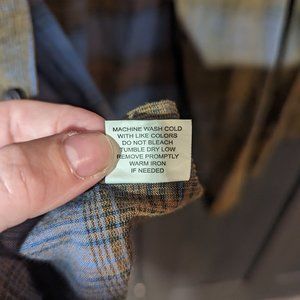 MACHINE WASH COLD
WITH LIKE COLORS
DO NOT BLEACH
TUMBLE DRY LOW
REMOVE PROMPTLY
WARM IRON
IF NEEDED